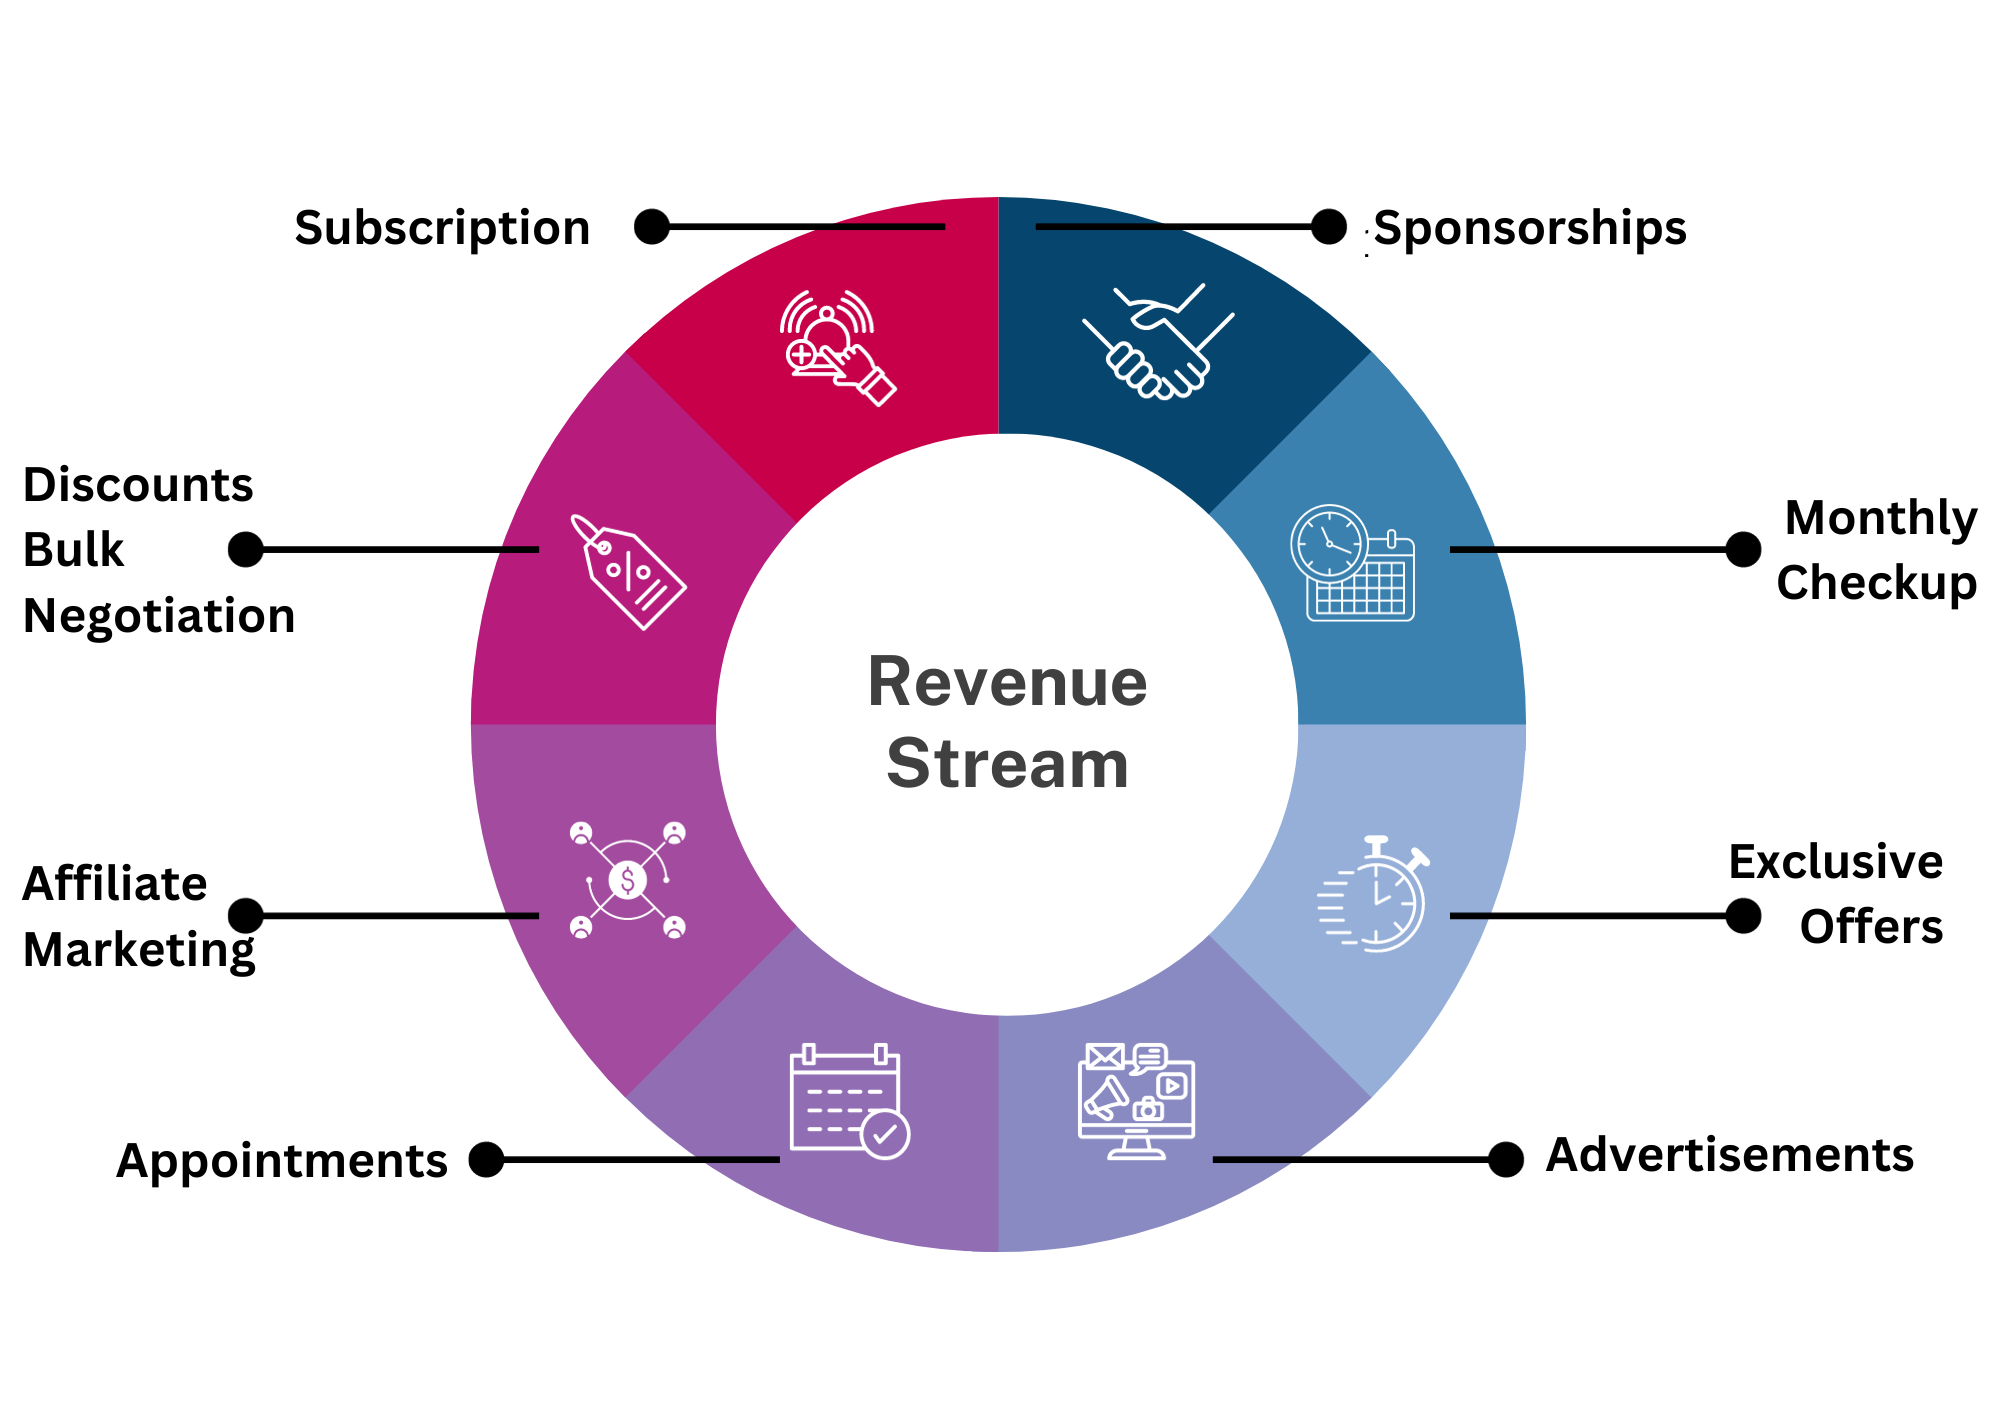 Subscription
Sponsorships
Discounts
Bulk
Negotiation
Monthly
Checkup
Revenue
Stream
Affiliate
Marketing
$
Exclusive
Offers
Appointments
Advertisements